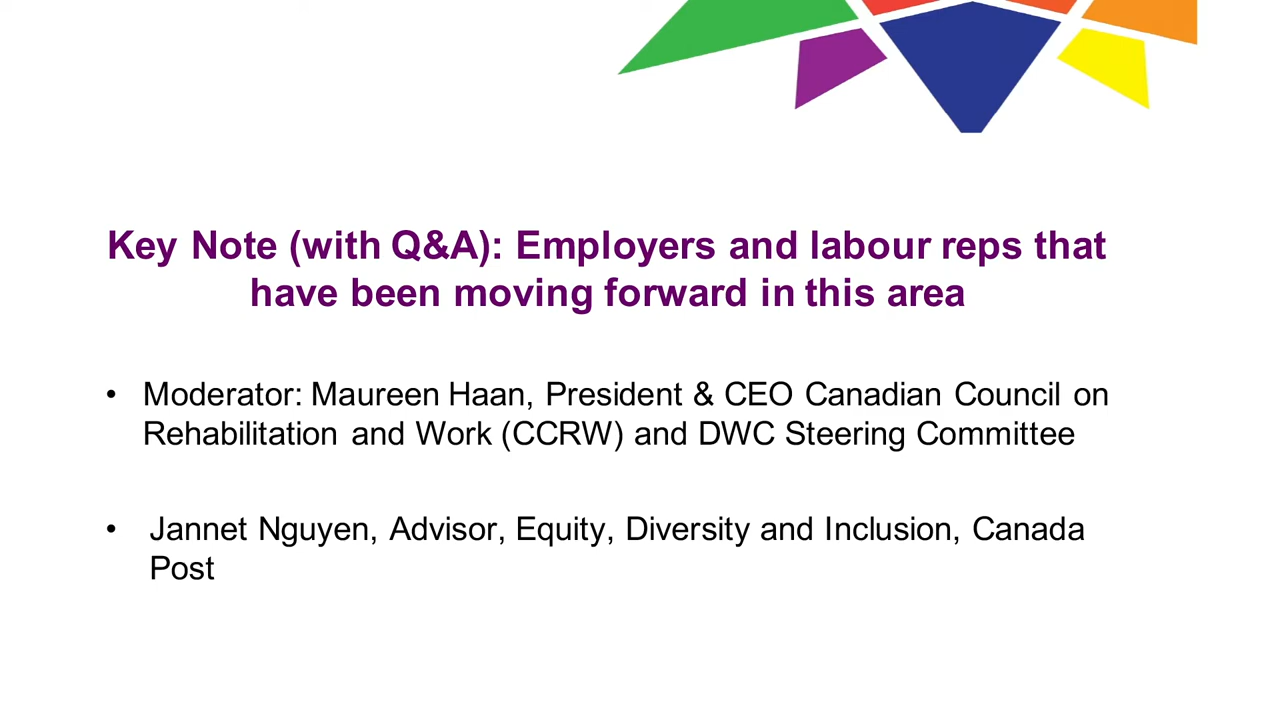 Key Note (with Q&A): Employers and labour reps that
have been moving forward in this area
• Moderator: Maureen Haan, President & CEO Canadian Council on
Rehabilitation and Work (CCRW) and DWC Steering Committee
• Jannet Nguyen, Advisor, Equity, Diversity and Inclusion, Canada
Post